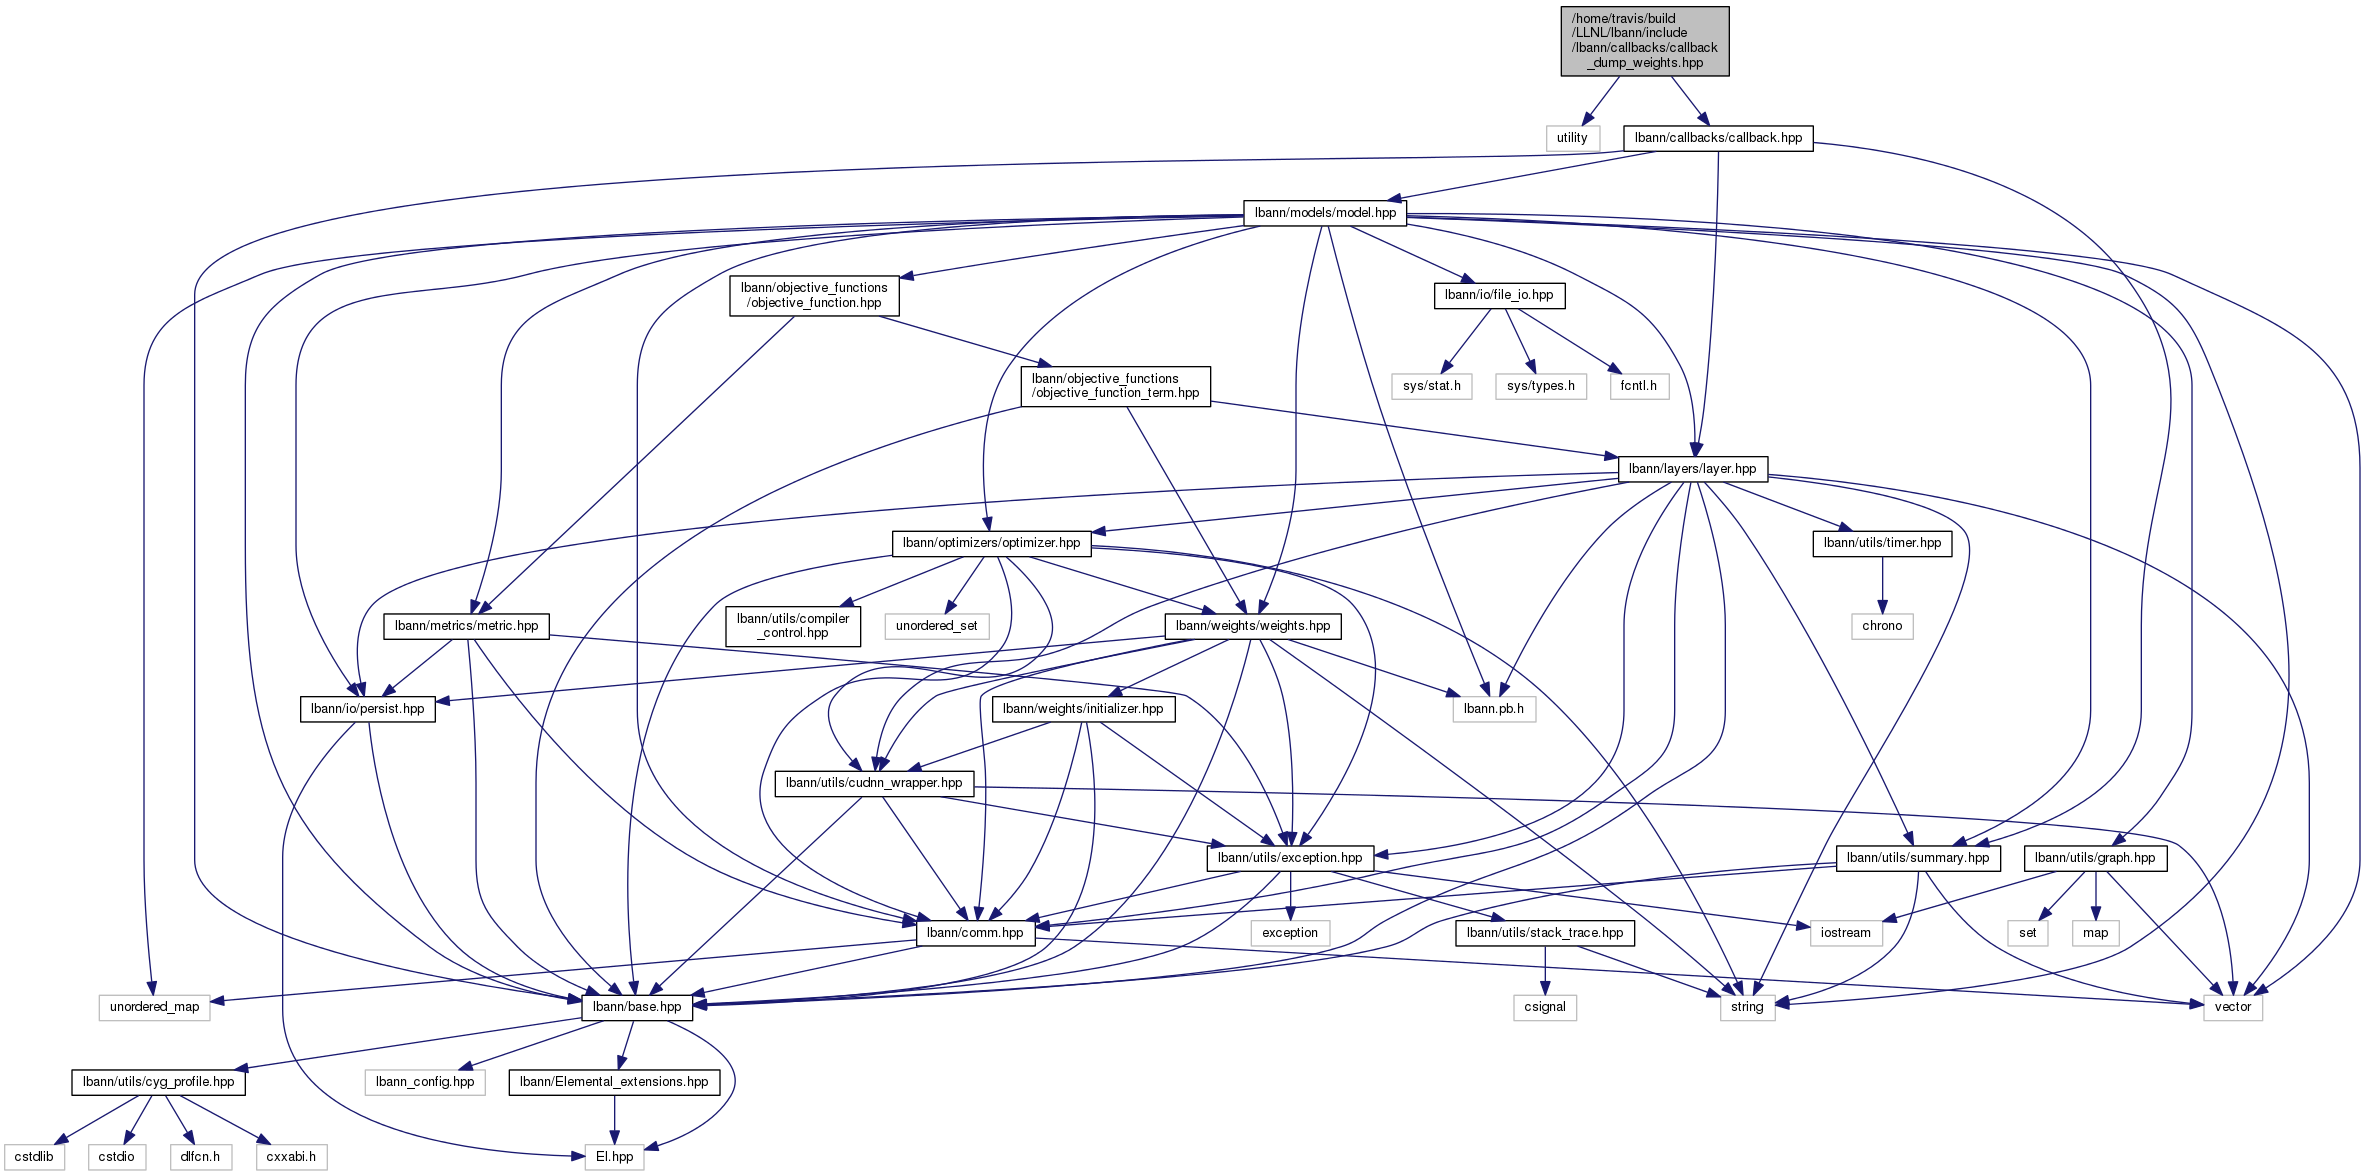 /home/travis/build
/LLNL/lbann/include
/lbann/callbacks/callback
_dump_weights.hpp
utility
lbann/callbacks/callback.hpp
lbann/models/model.hpp
lbann/objective_functions
/objective_function.hpp
lbann/io/file_io.hpp
lbann/objective_functions
/objective_function_term.hpp
sys/stat.h
sys/types.h
fcntl.h
lbann/layers/layer.hpp
lbann/optimizers/optimizer.hpp
lbann/utils/timer.hpp
lbann/metrics/metric.hpp
lbann/utils/compiler
_control.hpp
unordered_set
lbann/weights/weights.hpp
chrono
lbann/io/persist.hpp
lbann/weights/initializer.hpp
lbann.pb.h
lbann/utils/cudnn_wrapper.hpp
lbann/utils/exception.hpp
lbann/utils/summary.hpp
lbann/utils/graph.hpp
lbann/comm.hpp
exception
lbann/utils/stack_trace.hpp
iostream
set
map
unordered_map
lbann/base.hpp
csignal
string
vector
lbann/utils/cyg_profile.hpp
lbann_config.hpp
lbann/Elemental_extensions.hpp
cstdlib
cstdio
dlfcn.h
cxxabi.h
El.hpp